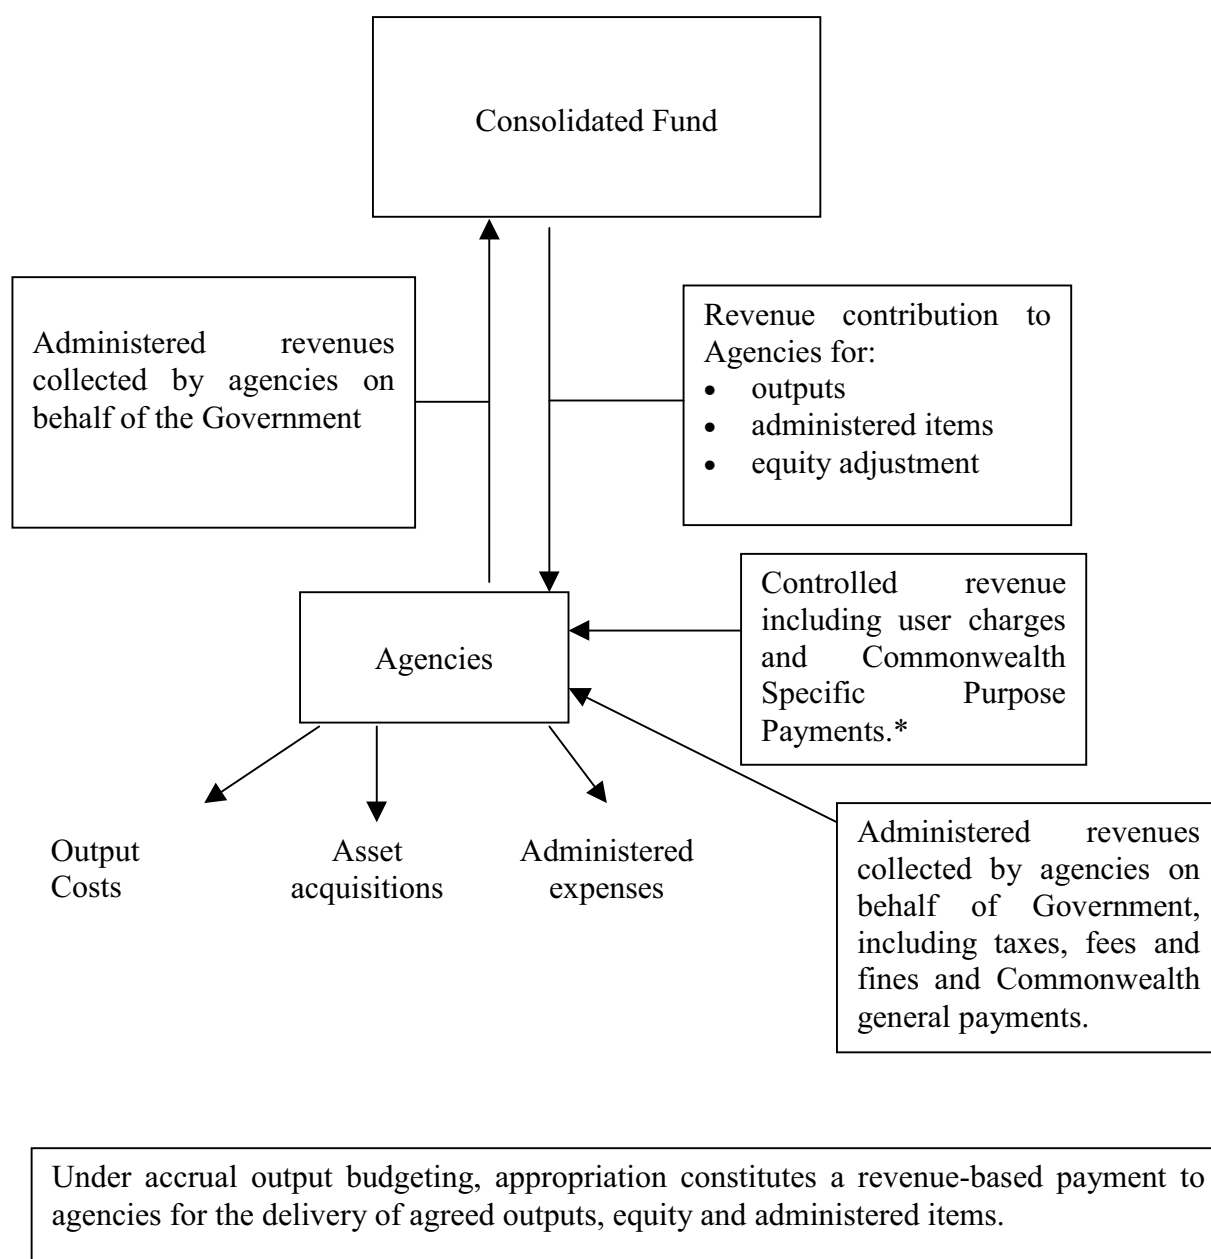 Consolidated Fund
Administered revenues
collected by agencies on
behalf of the Government
Revenue contribution to
Agencies for:
• outputs
• administered items
• equity adjustment
Controlled revenue
including user charges
and Commonwealth
Specific Purpose
Payments.*
Agencies
Output
Costs
Asset
acquisitions
Administered
expenses
Administered revenues
collected by agencies on
behalf of Government,
including taxes, fees and
fines and Commonwealth
general payments.
Under accrual output budgeting, appropriation constitutes a revenue-based payment to
agencies for the delivery of agreed outputs, equity and administered items.